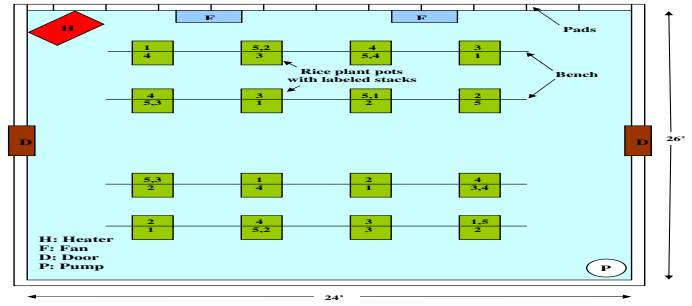 H
F
F
Pads
1
4
5,2
3
4
5,4
3
1
Rice plant pots
with labeled stacks
Bench
4
5,3
3
1
5,1
2
2
5
D
D
26'
5,3
2
1
4
2
1
4
3,4
2
1
4
5,2
3
3
1,5
2
H: Heater
F: Fan
D: Door
P: Pump
P
24'